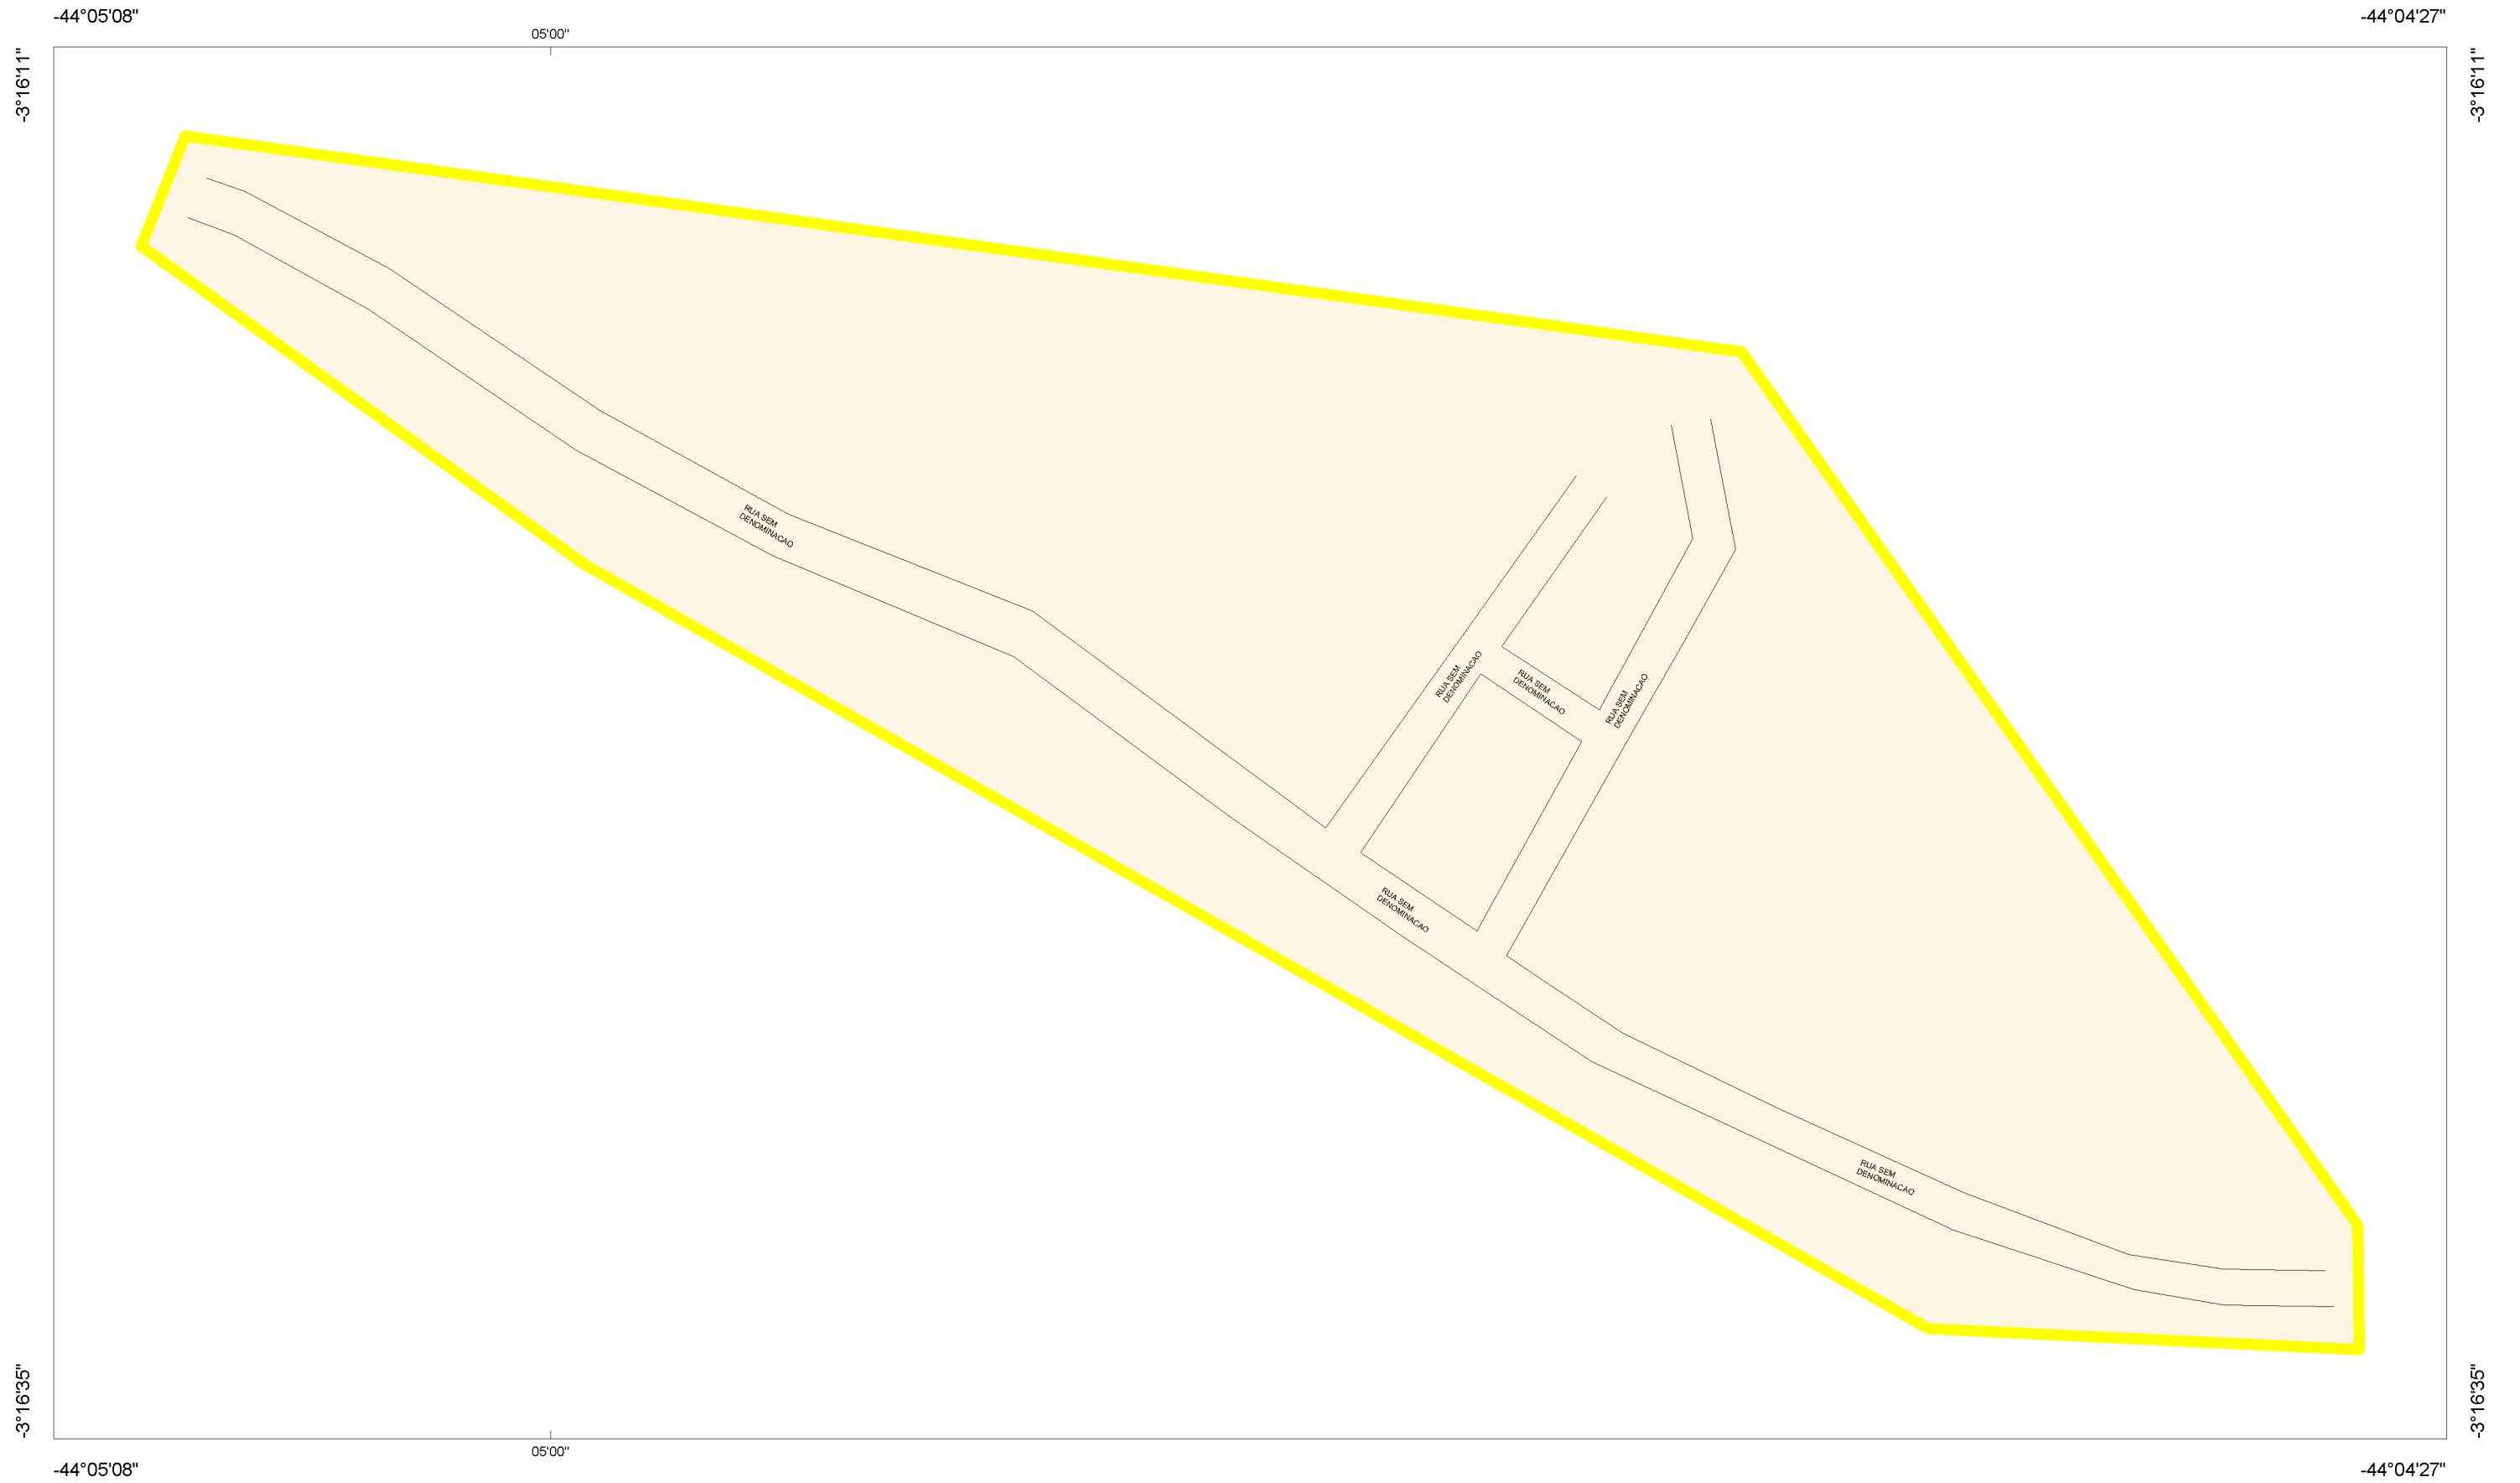 -44°05'08"
-44°04'27"
05'00"
-3°16'11"
-3°16'11"
RUA SEM
DENOMINACAO
RUA SEM
DENOMINACAO
RUA SEM
DENOMINACAO
RUA SEM
DENOMINACAO
RUA SEM
DENOMINACAO
RUA SEM
DENOMINACAO
-3°16'35"
-3°16'35"
05'00"
-44°05'08"
-44°04'27"